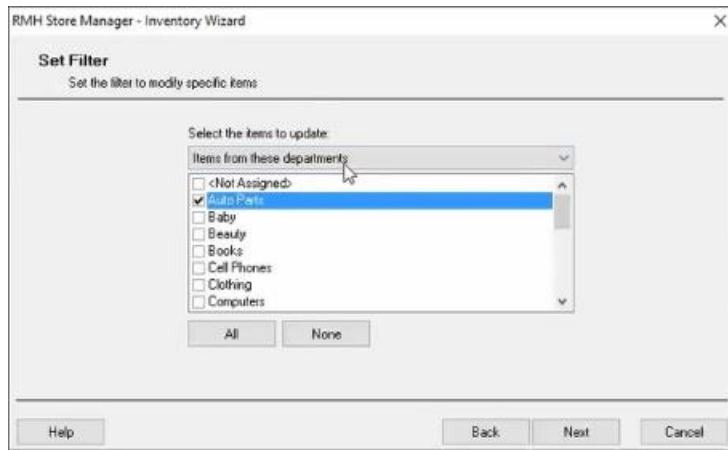 RMH Store Manager - Inventory Wizard
Set Filter
Set the filter to modify specific items
Select the items to update:
Items from these departments
<Not Assigned>
Auto Parts
Baby
Beauty
Books
Cell Phones
Clothing
Computers
All None
Help Back Next Cancel